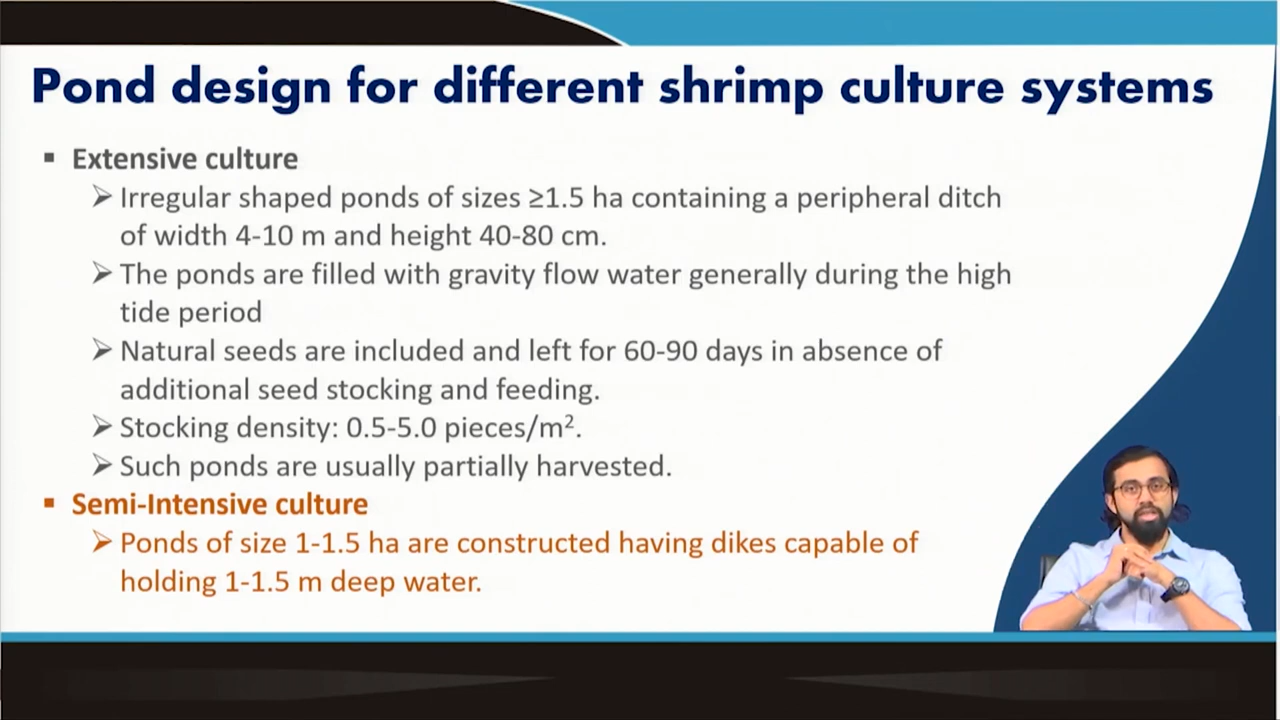 Pond design for different shrimp culture systems
▪ Extensive culture
➢ Irregular shaped ponds of sizes ≥1.5 ha containing a peripheral ditch
of width 4-10 m and height 40-80 cm.
➢ The ponds are filled with gravity flow water generally during the high
tide period
➢ Natural seeds are included and left for 60-90 days in absence of
additional seed stocking and feeding.
➢ Stocking density: 0.5-5.0 pieces/m².
➢ Such ponds are usually partially harvested.
▪ Semi-Intensive culture
➢ Ponds of size 1-1.5 ha are constructed having dikes capable of
holding 1-1.5 m deep water.